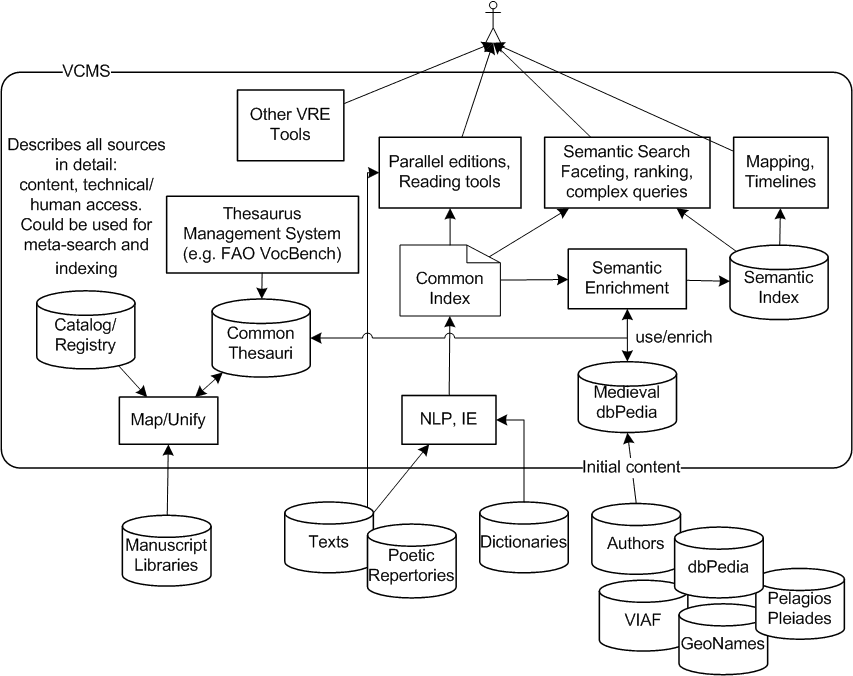 VCMS
Other VRE
Tools
Describes all sources
in detail:
content, technical/
human access.
Could be used for
meta-search and
indexing
Parallel editions,
Reading tools
Semantic Search
Faceting, ranking,
complex queries
Mapping,
Timelines
Thesaurus
Management System
(e.g. FAO VocBench)
Common
Index
Semantic
Enrichment
Semantic
Index
Catalog/
Registry
Common
Thesauri
use/enrich
Medieval
dbPedia
Map/Unify
NLP, IE
Initial content
Manuscript
Libraries
Texts
Poetic
Repertories
Dictionaries
Authors
dbPedia
VIAF
GeoNames
Pelagios
Pleiades